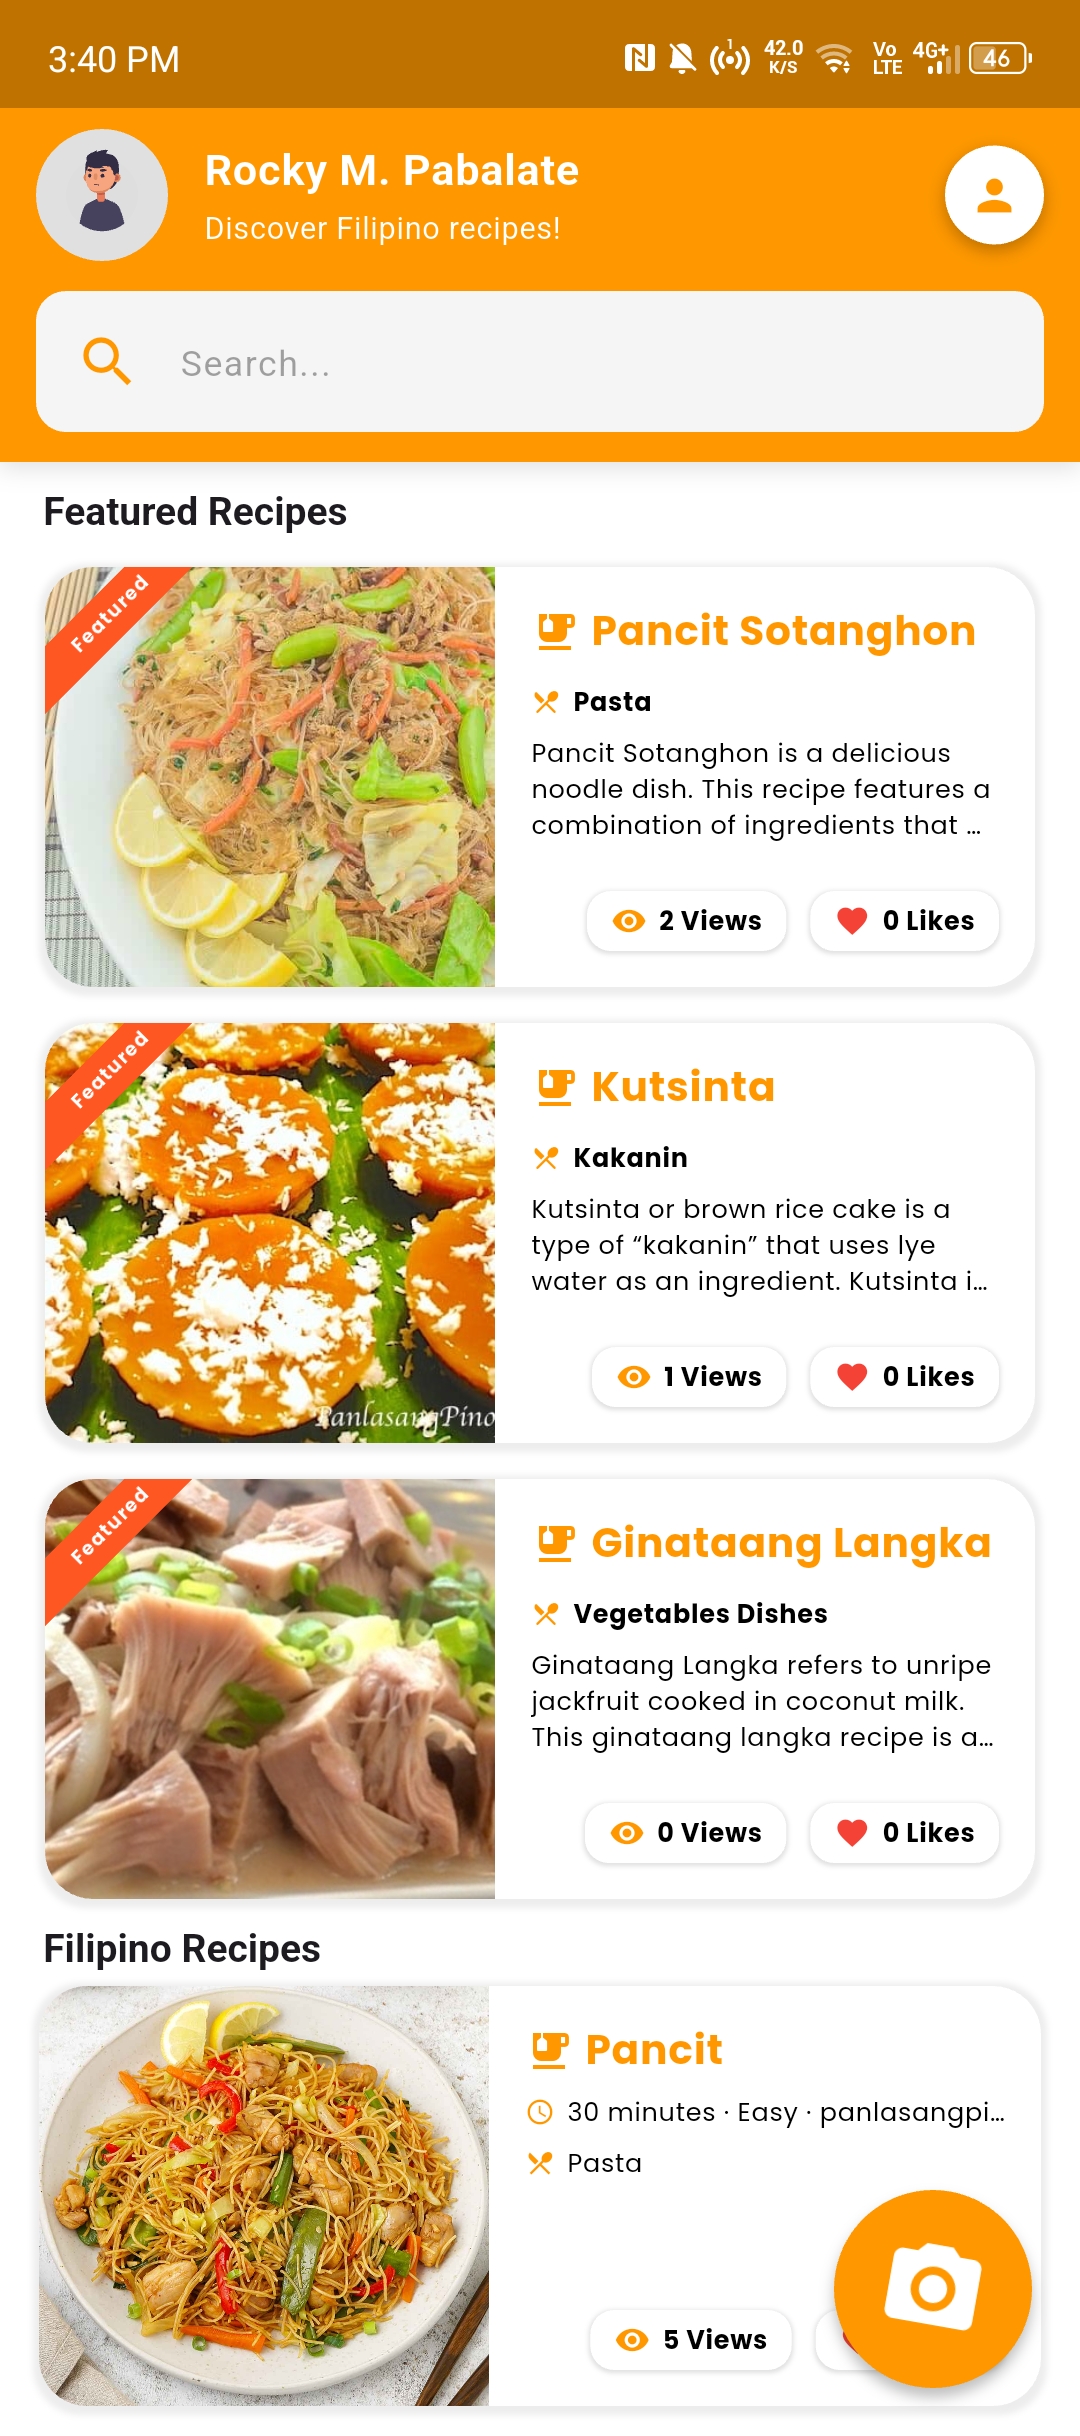 3:40 PM
1
42.0
K/S
Vo
LTE
4G+
46
Rocky M. Pabalate
Discover Filipino recipes!
Search...
Featured Recipes
Featured
Pancit Sotanghon
Pasta
Pancit Sotanghon is a delicious
noodle dish. This recipe features a
combination of ingredients that ...
2 Views
0 Likes
Featured
Kutsinta
Kakanin
Kutsinta or brown rice cake is a
type of “kakanin” that uses lye
water as an ingredient. Kutsinta i...
1 Views
0 Likes
PanlasangPino
Featured
Ginataang Langka
Vegetables Dishes
Ginataang Langka refers to unripe
jackfruit cooked in coconut milk.
This ginataang langka recipe is a...
0 Views
0 Likes
Filipino Recipes
Pancit
30 minutes · Easy · panlasangpi...
Pasta
5 Views